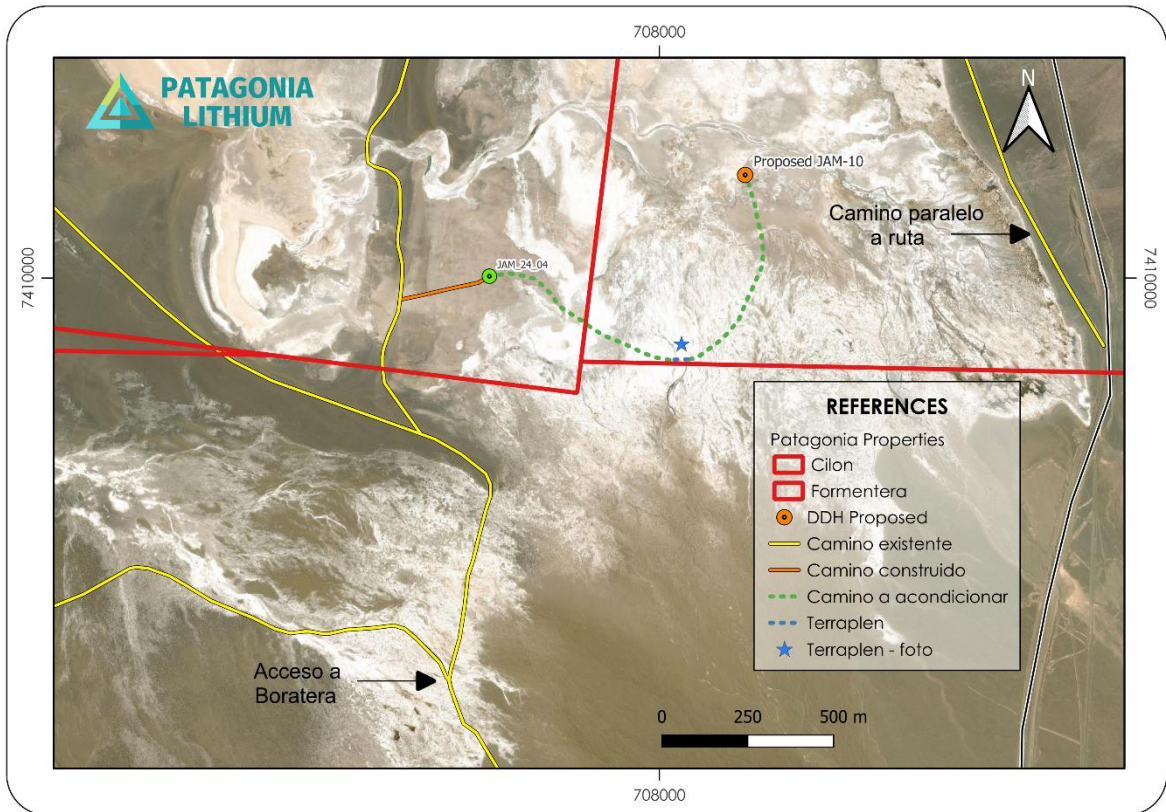 708000
PATAGONIA
LITHIUM
N
Proposed JAM-10
Camino paralelo
a ruta
JAM_24_04
7410000
7410000
REFERENCES
Patagonia Properties
Cilon
Formentera
DDH Proposed
Camino existente
Camino construido
Camino a acondicionar
Terraplen
Terraplen - foto
Acceso a
Boratera
0 250 500 m
708000